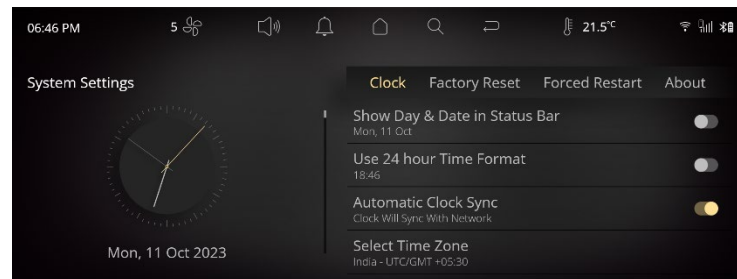 06:46 PM 5 21.5°C
System Settings
Clock Factory Reset Forced Restart About
Show Day & Date in Status Bar
Mon, 11 Oct
Use 24 hour Time Format
18:46
Automatic Clock Sync
Clock Will Sync With Network
Select Time Zone
India - UTC/GMT +05:30
Mon, 11 Oct 2023